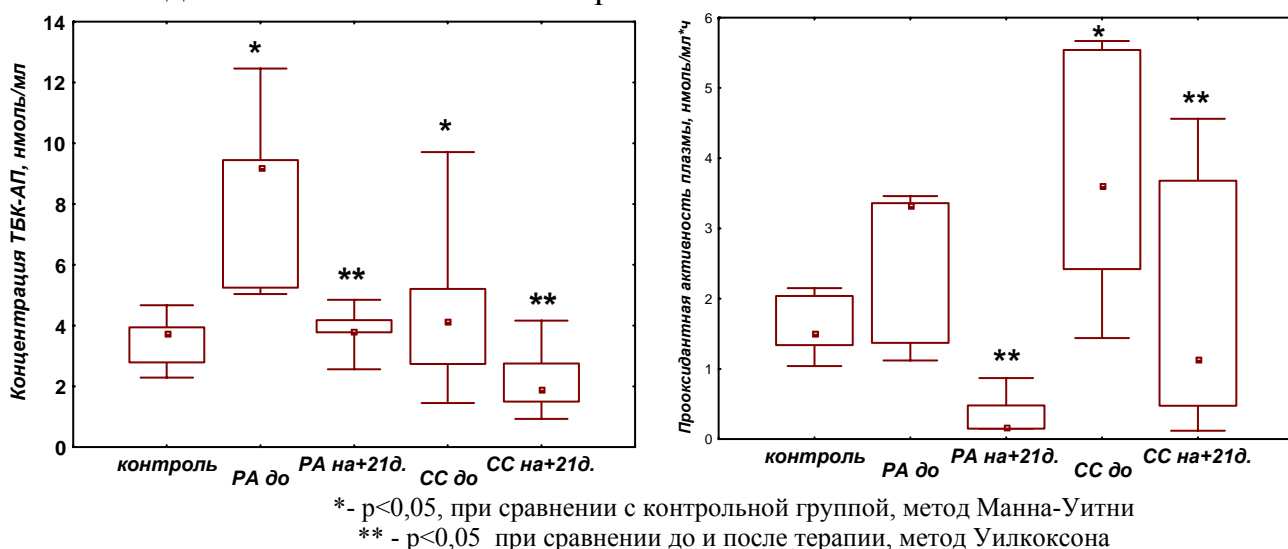 Концентрация ТБК-АП, нмоль/мл
14
12
10
8
6
4
2
0
*
**
*
**
контроль
РА до
РА на+21д.
СС до
СС на+21д.
Прооксидантная активность плазмы, нмоль/мл*ч
6
5
4
3
2
1
0
**
*
**
контроль
РА до
РА на+21д.
СС до
СС на+21д.
*- p<0,05, при сравнении с контрольной группой, метод Манна-Уитни
** - p<0,05 при сравнении до и после терапии, метод Уилкоксона